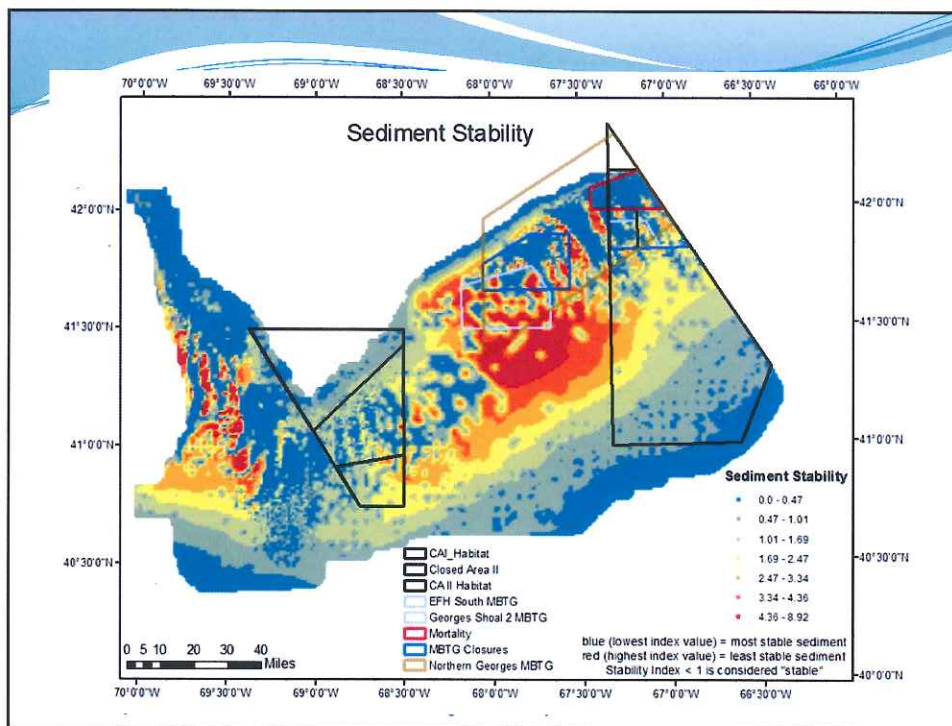 70°0'0"W 69°30'0"W 69°0'0"W 68°30'0"W 68°0'0"W 67°30'0"W 67°0'0"W 66°30'0"W 66°0'0"W
Sediment Stability
42°0'0"N
42°0'0"N
41°30'0"N
41°30'0"N
41°0'0"N
41°0'0"N
40°30'0"N
40°30'0"N
40°0'0"N
Sediment Stability
0.0 - 0.47
0.47 - 1.01
1.01 - 1.69
1.69 - 2.47
2.47 - 3.34
3.34 - 4.36
4.36 - 8.92
CAI_Habitat
Closed Area II
CA II Habitat
EFH South MBTG
Georges Shoal 2 MBTG
Mortality
MBTG Closures
Northern Georges MBTG
blue (lowest index value) = most stable sediment
red (highest index value) = least stable sediment
Stability Index < 1 is considered "stable"
0 5 10 20 30 40
Miles
70°0'0"W 69°30'0"W 69°0'0"W 68°30'0"W 68°0'0"W 67°30'0"W 67°0'0"W 66°30'0"W